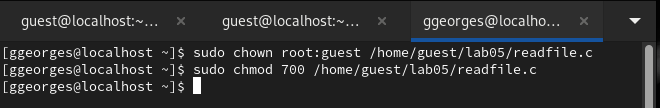 guest@localhost:~... × guest@localhost:~... × ggeorges@localho... ×
[ggeorges@localhost ~]$ sudo chown root:guest /home/guest/lab05/readfile.c
[ggeorges@localhost ~]$ sudo chmod 700 /home/guest/lab05/readfile.c
[ggeorges@localhost ~]$